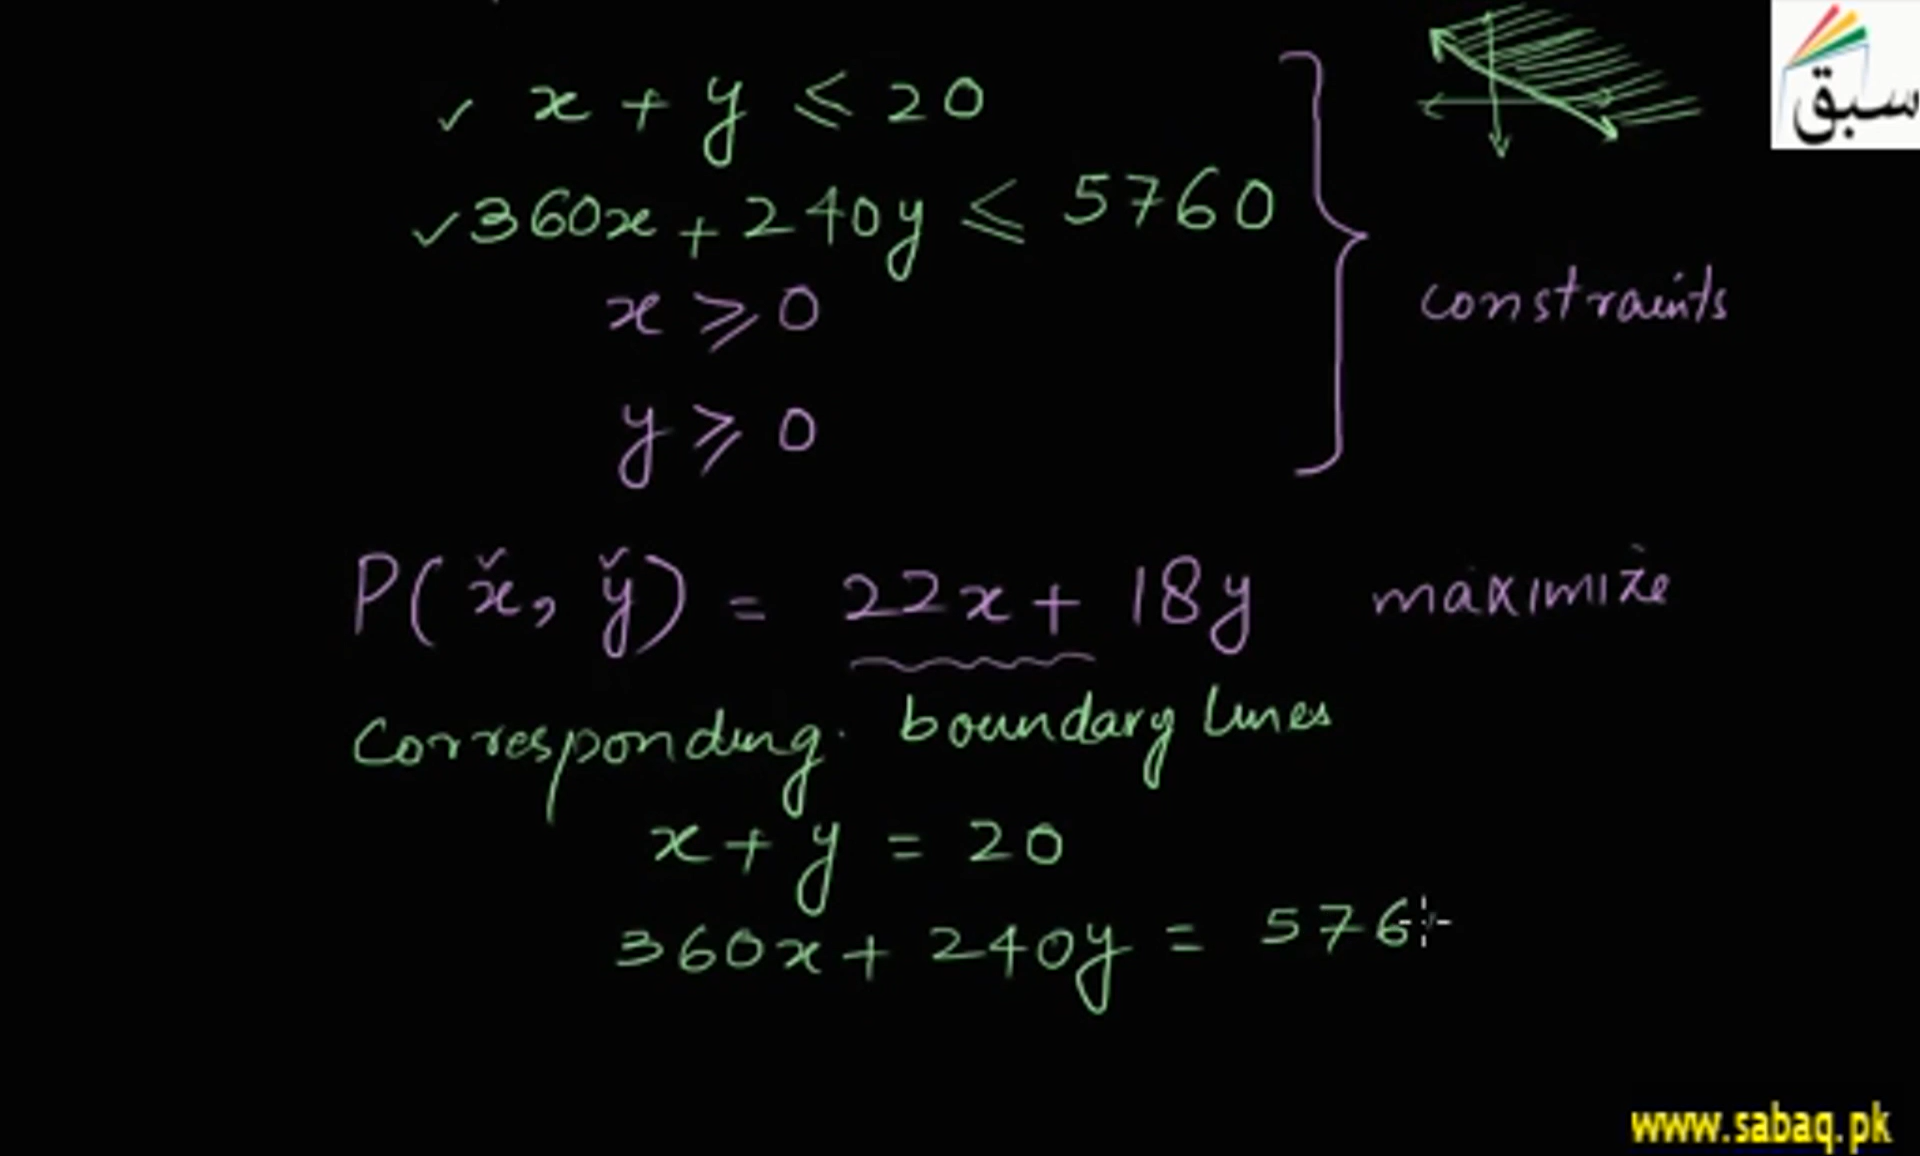 سبق
x + y ≤ 20
360x + 240y ≤ 5760
x ≥ 0
y ≥ 0
constraints
P(x, y) = 22x + 18y maximize
Corresponding boundary lines
x + y = 20
360x + 240y = 576
www.sabaq.pk